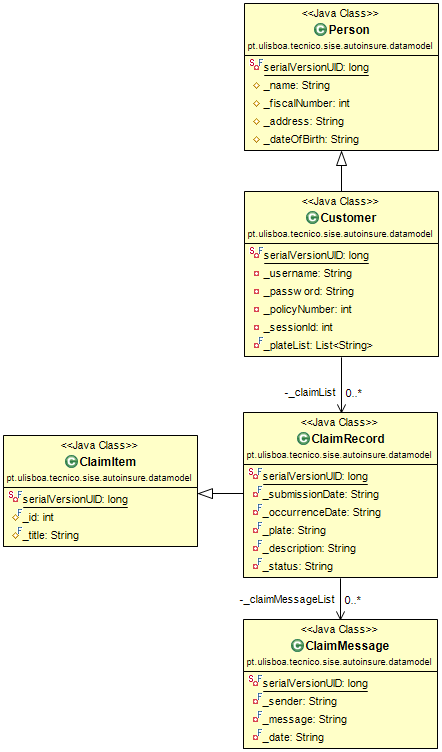 <<Java Class>>
Person
pt.ulisboa.tecnico.sise.autoinsure.datamodel
serialVersionUID: long
_name: String
_fiscalNumber: int
_address: String
_dateOfBirth: String
<<Java Class>>
Customer
pt.ulisboa.tecnico.sise.autoinsure.datamodel
serialVersionUID: long
_username: String
_password: String
_policyNumber: int
_sessionId: int
_plateList: List<String>
-_claimList 0..*
<<Java Class>>
ClaimItem
pt.ulisboa.tecnico.sise.autoinsure.datamodel
serialVersionUID: long
_id: int
_title: String
<<Java Class>>
ClaimRecord
pt.ulisboa.tecnico.sise.autoinsure.datamodel
serialVersionUID: long
_submissionDate: String
_occurrenceDate: String
_plate: String
_description: String
_status: String
-_claimMessageList 0..*
<<Java Class>>
ClaimMessage
pt.ulisboa.tecnico.sise.autoinsure.datamodel
serialVersionUID: long
_sender: String
_message: String
_date: String